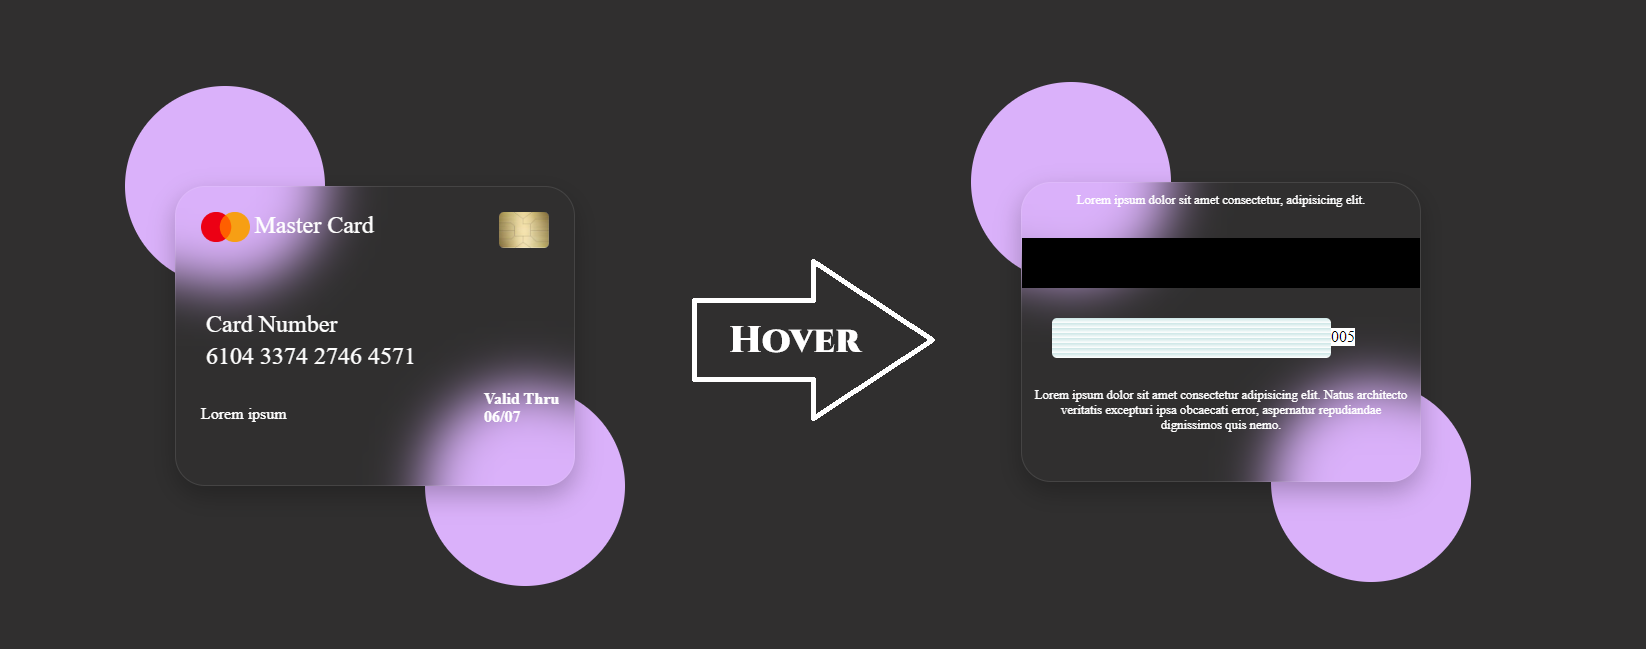 Master Card
Card Number
6104 3374 2746 4571
Lorem ipsum
Valid Thru
06/07
Hover
Lorem ipsum dolor sit amet consectetur, adipisicing elit.
005
Lorem ipsum dolor sit amet consectetur adipisicing elit. Natus architecto
veritatis excepturi ipsa obcaecati error, aspernatur repudiandae
dignissimos quis nemo.